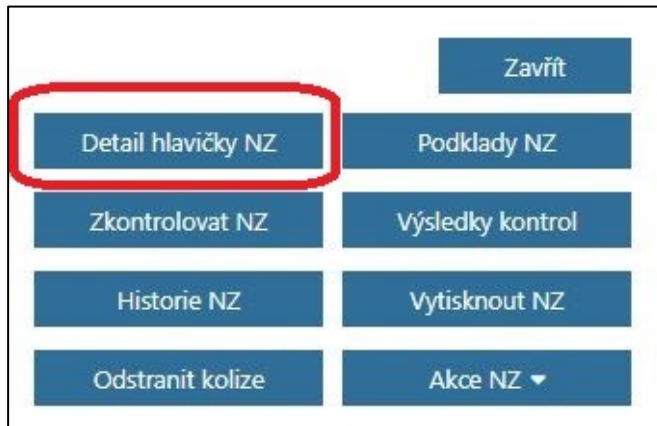 Zavřít
Detail hlavičky NZ
Podklady NZ
Zkontrolovat NZ
Výsledky kontrol
Historie NZ
Vytisknout NZ
Odstranit kolize
Akce NZ